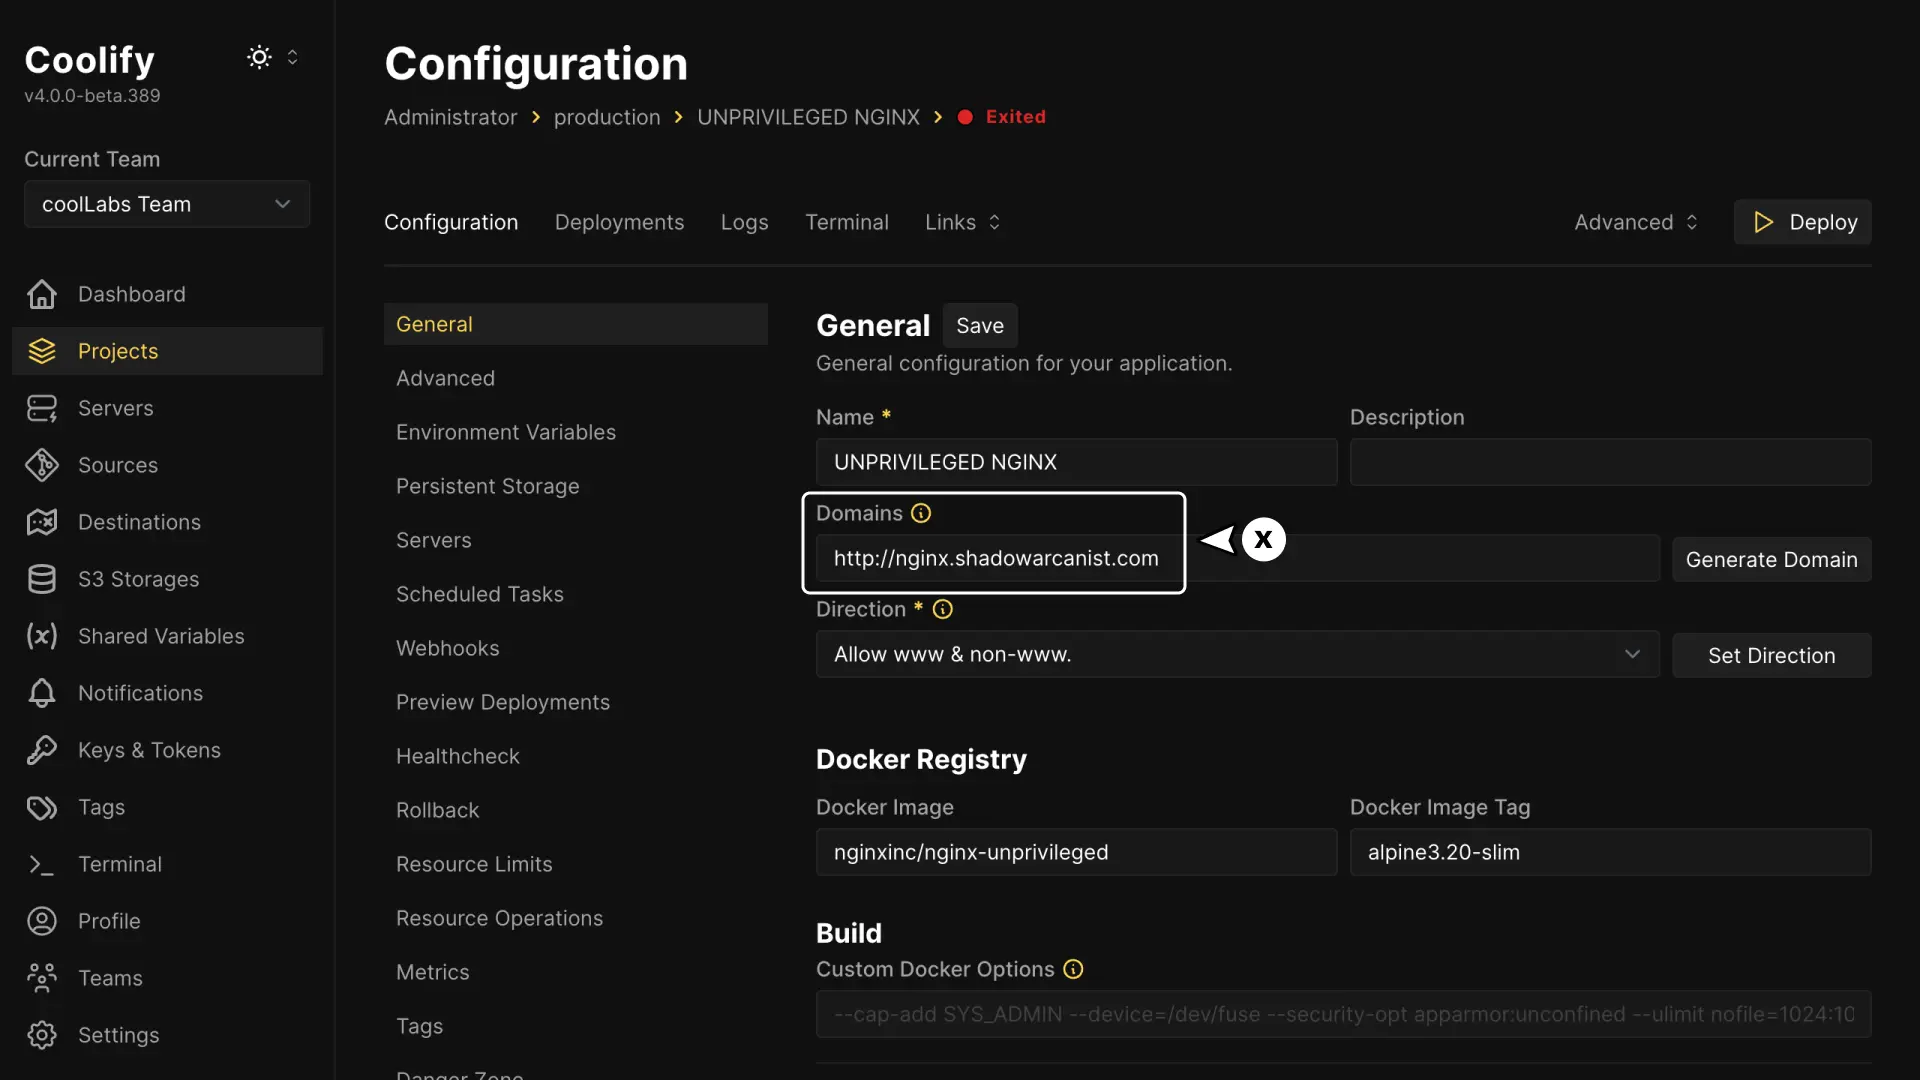 Coolify
v4.0.0-beta.389
Current Team
coolLabs Team
Dashboard
Projects
Servers
Sources
Destinations
S3 Storages
Shared Variables
Notifications
Keys & Tokens
Tags
Terminal
Profile
Teams
Settings
Configuration
Administrator production UNPRIVILEGED NGINX Exited
Configuration Deployments Logs Terminal Links Advanced Deploy
General
Advanced
Environment Variables
Persistent Storage
Servers
Scheduled Tasks
Webhooks
Preview Deployments
Healthcheck
Rollback
Resource Limits
Resource Operations
Metrics
Tags
Danger Zone
General Save
General configuration for your application.
Name * Description
UNPRIVILEGED NGINX
Domains
http://nginx.shadowarcanist.com X Generate Domain
Direction *
Allow www & non-www. Set Direction
Docker Registry
Docker Image Docker Image Tag
nginxinc/nginx-unprivileged alpine3.20-slim
Build
Custom Docker Options
--cap-add SYS_ADMIN --device=/dev/fuse --security-opt apparmor:unconfined --ulimit nofile=1024:10